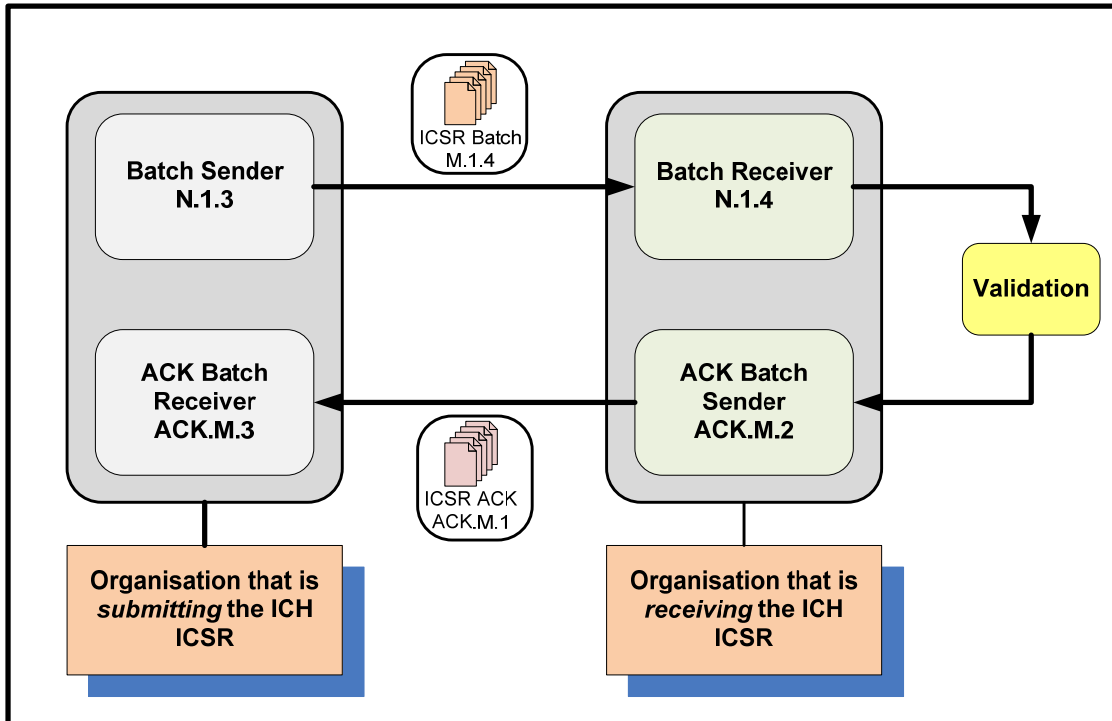 ICSR Batch
M.1.4
Batch Sender
N.1.3
Batch Receiver
N.1.4
Validation
ACK Batch
Receiver
ACK.M.3
ACK Batch
Sender
ACK.M.2
ICSR ACK
ACK.M.1
Organisation that is
submitting the ICH
ICSR
Organisation that is
receiving the ICH
ICSR